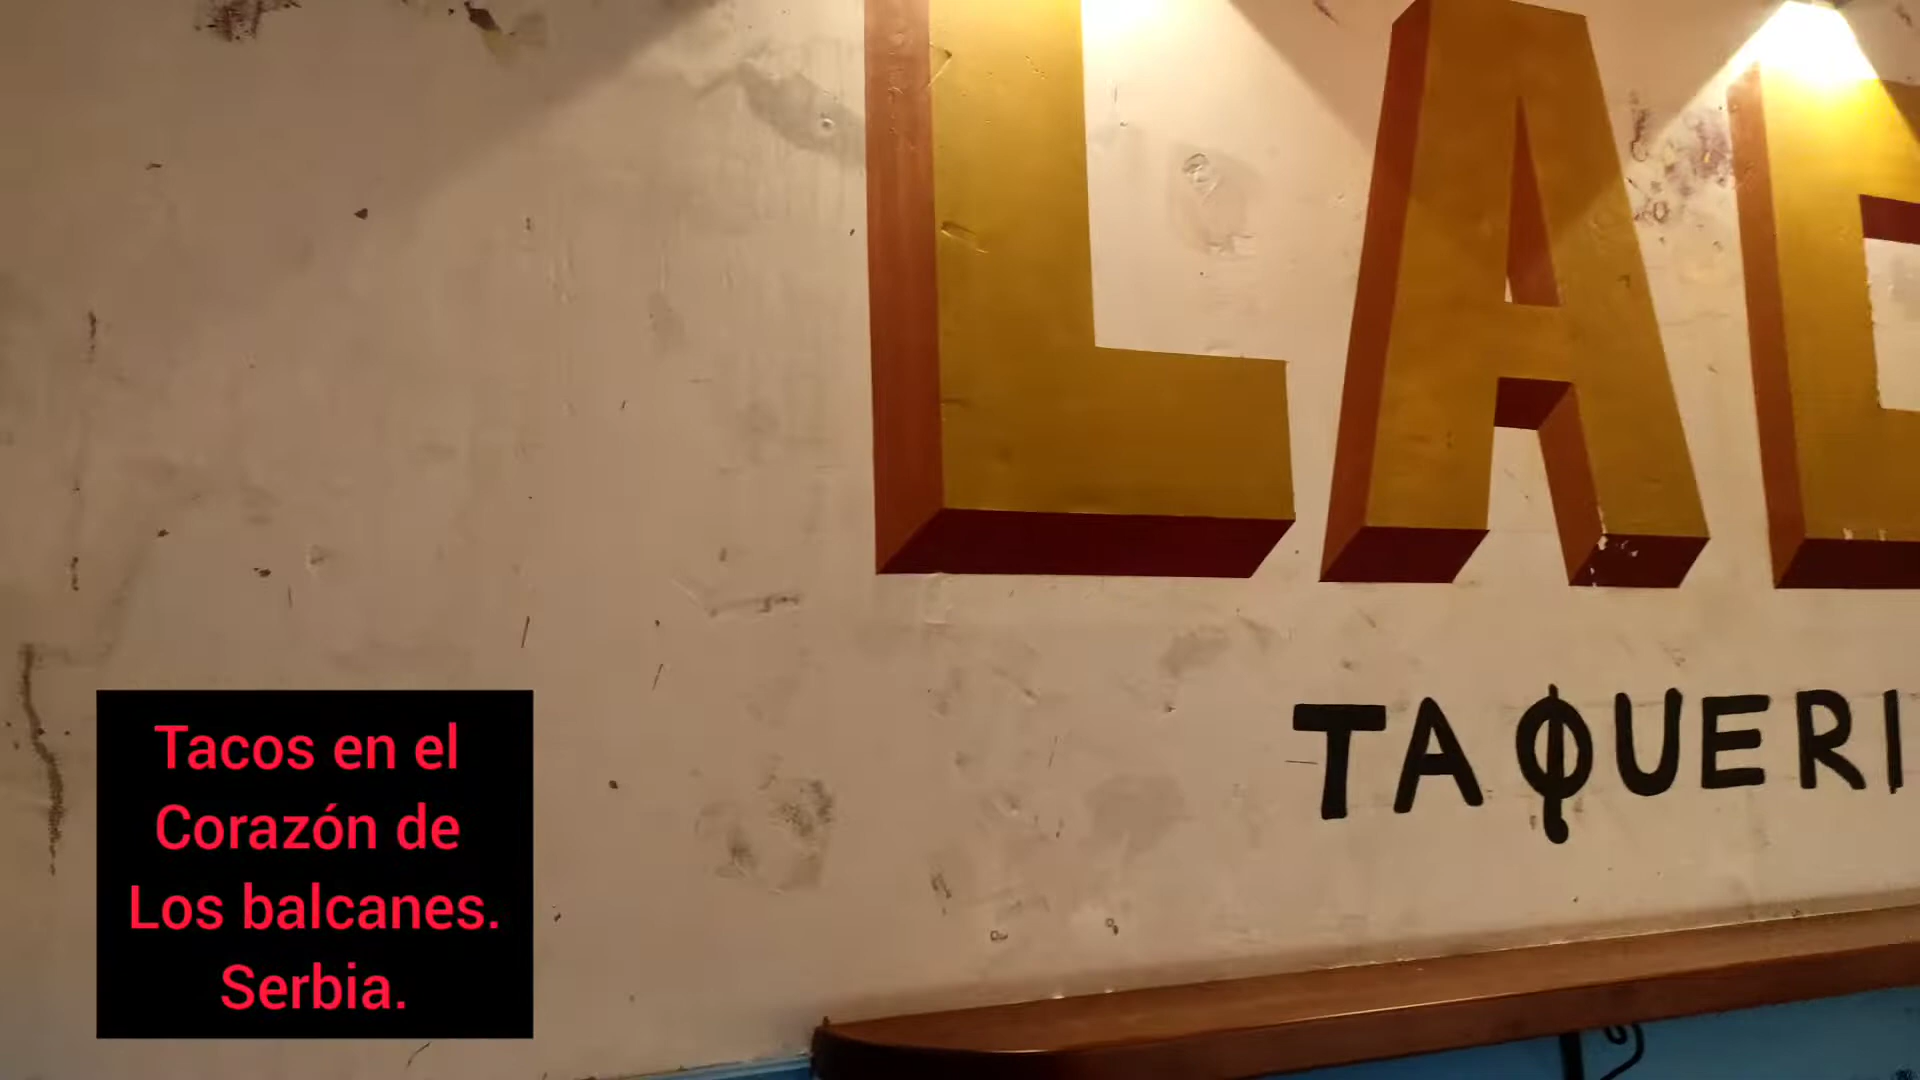 LA
TAQUERI
Tacos en el
Corazón de
Los balcanes.
Serbia.